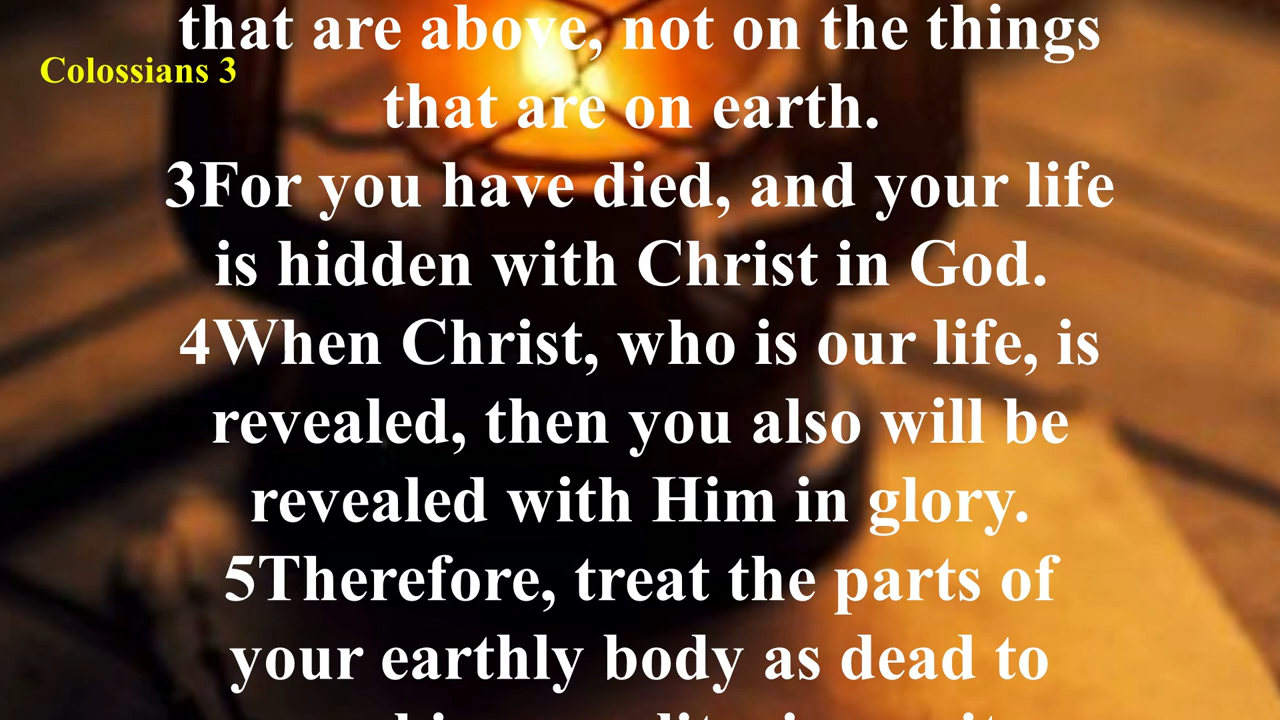 that are above, not on the things
Colossians 3
that are on earth.
3For you have died, and your life
is hidden with Christ in God.
4When Christ, who is our life, is
revealed, then you also will be
revealed with Him in glory.
5Therefore, treat the parts of
your earthly body as dead to